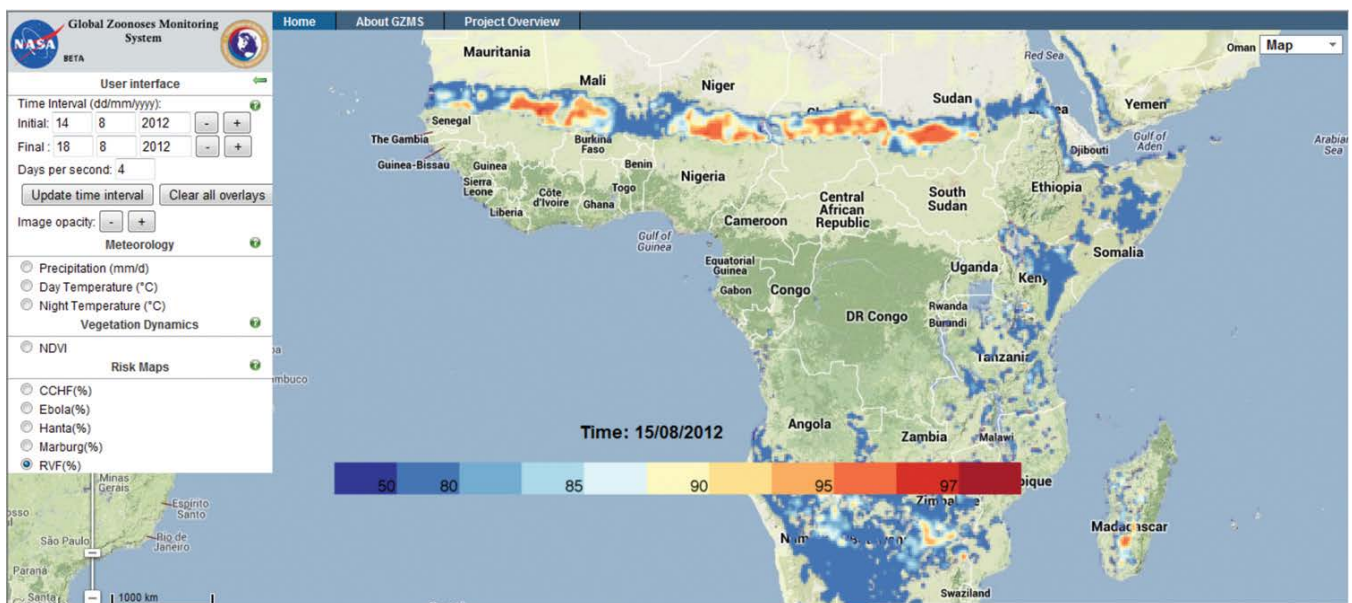 NASA
Global Zoonoses Monitoring
System
BETA
Home
About GZMS
Project Overview
User interface
Time Interval (dd/mm/yyyy):
Initial: 14 8 2012 - +
Final : 18 8 2012 - +
Days per second: 4
Update time interval Clear all overlays
Image opacity: - +
Meteorology
Precipitation (mm/d)
Day Temperature (°C)
Night Temperature (°C)
Vegetation Dynamics
NDVI
Risk Maps
CCHF(%)
Ebola(%)
Hanta(%)
Marburg(%)
RVF(%)
Map
Mauritania
Mali
Niger
Sudan
Red Sea
Oman
Yemen
Senegal
The Gambia
Guinea-Bissau
Guinea
Sierra
Leone
Liberia
Burkina
Faso
Côte
d'Ivoire
Ghana
Togo
Benin
Nigeria
Gulf of
Guinea
Cameroon
Central
African
Republic
South
Sudan
Ethiopia
Djibouti
Gulf of
Aden
Arabian
Sea
Somalia
Equatorial
Guinea
Gabon
Congo
DR Congo
Uganda
Keny
Rwanda
Burundi
Tanzania
Angola
Zambia
Malawi
Time: 15/08/2012
50 80 85 90 95 97
bique
Madagascar
Swaziland
mbuco
Minas
Gerais
Espírito
Santo
São Paulo
Rio de
Janeiro
Paraná
Santa
1000 km